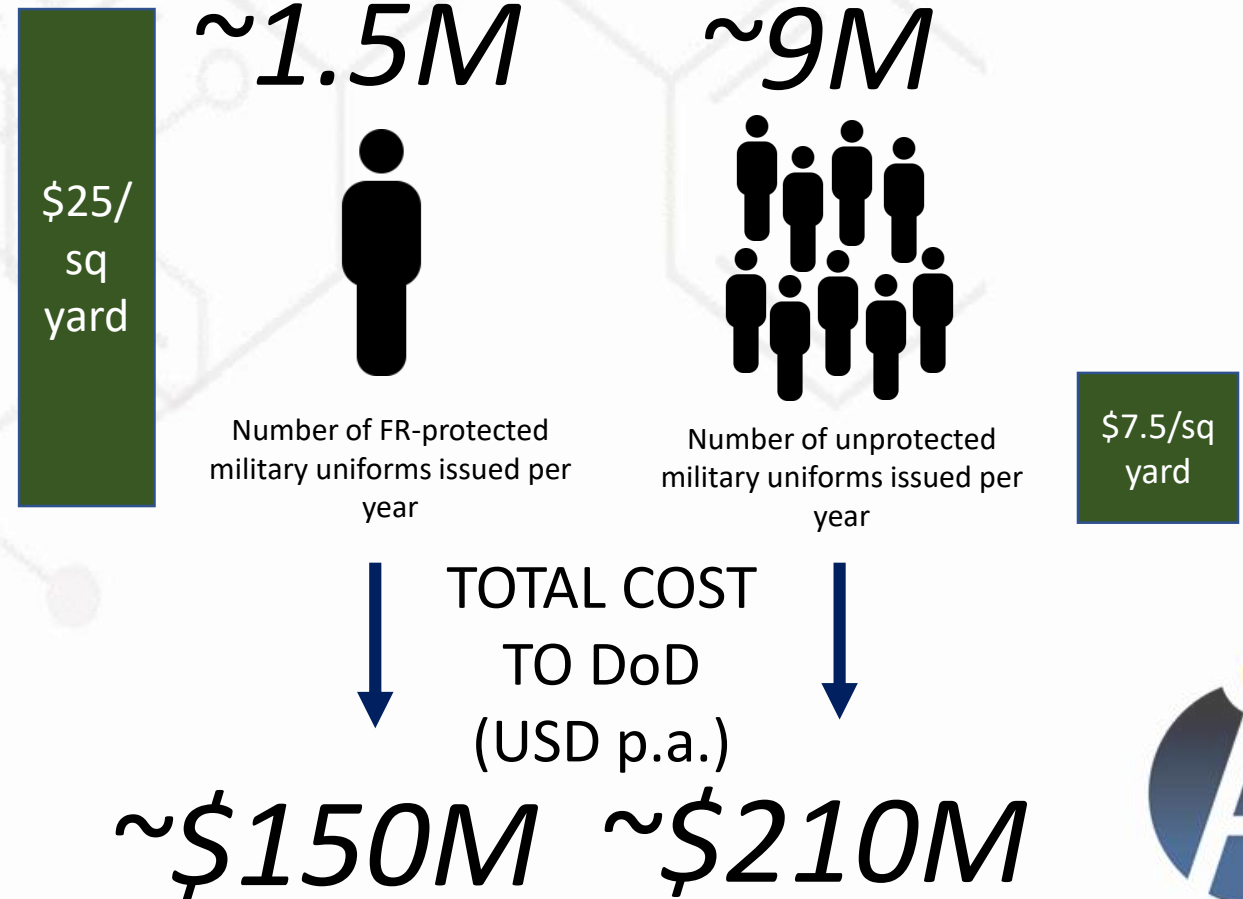 ~1.5M
~9M
$25/
sq
yard
Number of FR-protected
military uniforms issued per
year
Number of unprotected
military uniforms issued per
year
$7.5/sq
yard
TOTAL COST
TO DoD
(USD p.a.)
~$150M
~$210M